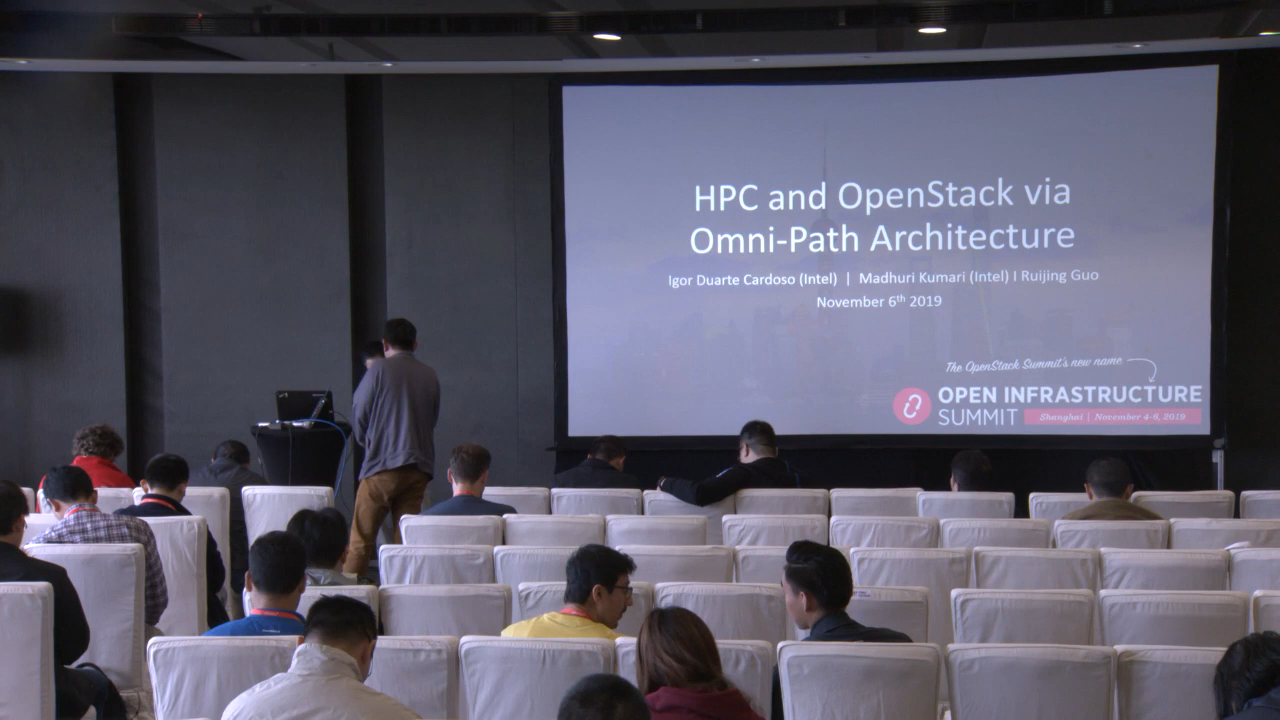 HPC and OpenStack via
Omni-Path Architecture
Igor Duarte Cardoso (Intel) | Madhuri Kumari (Intel) I Ruijing Guo
November 6th 2019
The OpenStack Summit's new name
OPEN INFRASTRUCTURE
SUMMIT
Shanghai | November 4-6, 2019